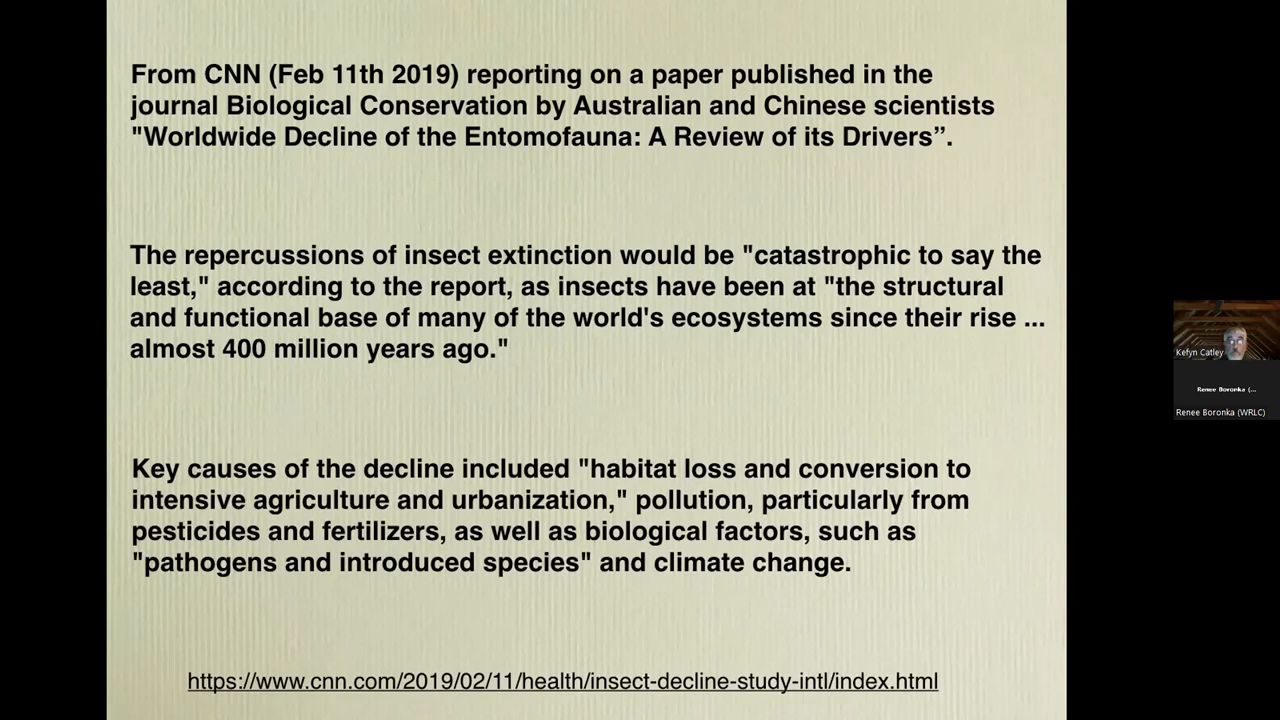 From CNN (Feb 11th 2019) reporting on a paper published in the
journal Biological Conservation by Australian and Chinese scientists
"Worldwide Decline of the Entomofauna: A Review of its Drivers”.
The repercussions of insect extinction would be "catastrophic to say the
least," according to the report, as insects have been at "the structural
and functional base of many of the world's ecosystems since their rise ...
almost 400 million years ago."
Key causes of the decline included "habitat loss and conversion to
intensive agriculture and urbanization," pollution, particularly from
pesticides and fertilizers, as well as biological factors, such as
"pathogens and introduced species" and climate change.
https://www.cnn.com/2019/02/11/health/insect-decline-study-intl/index.html
Kefyn Catley
Renee Boronka (...
Renee Boronka (WRLC)